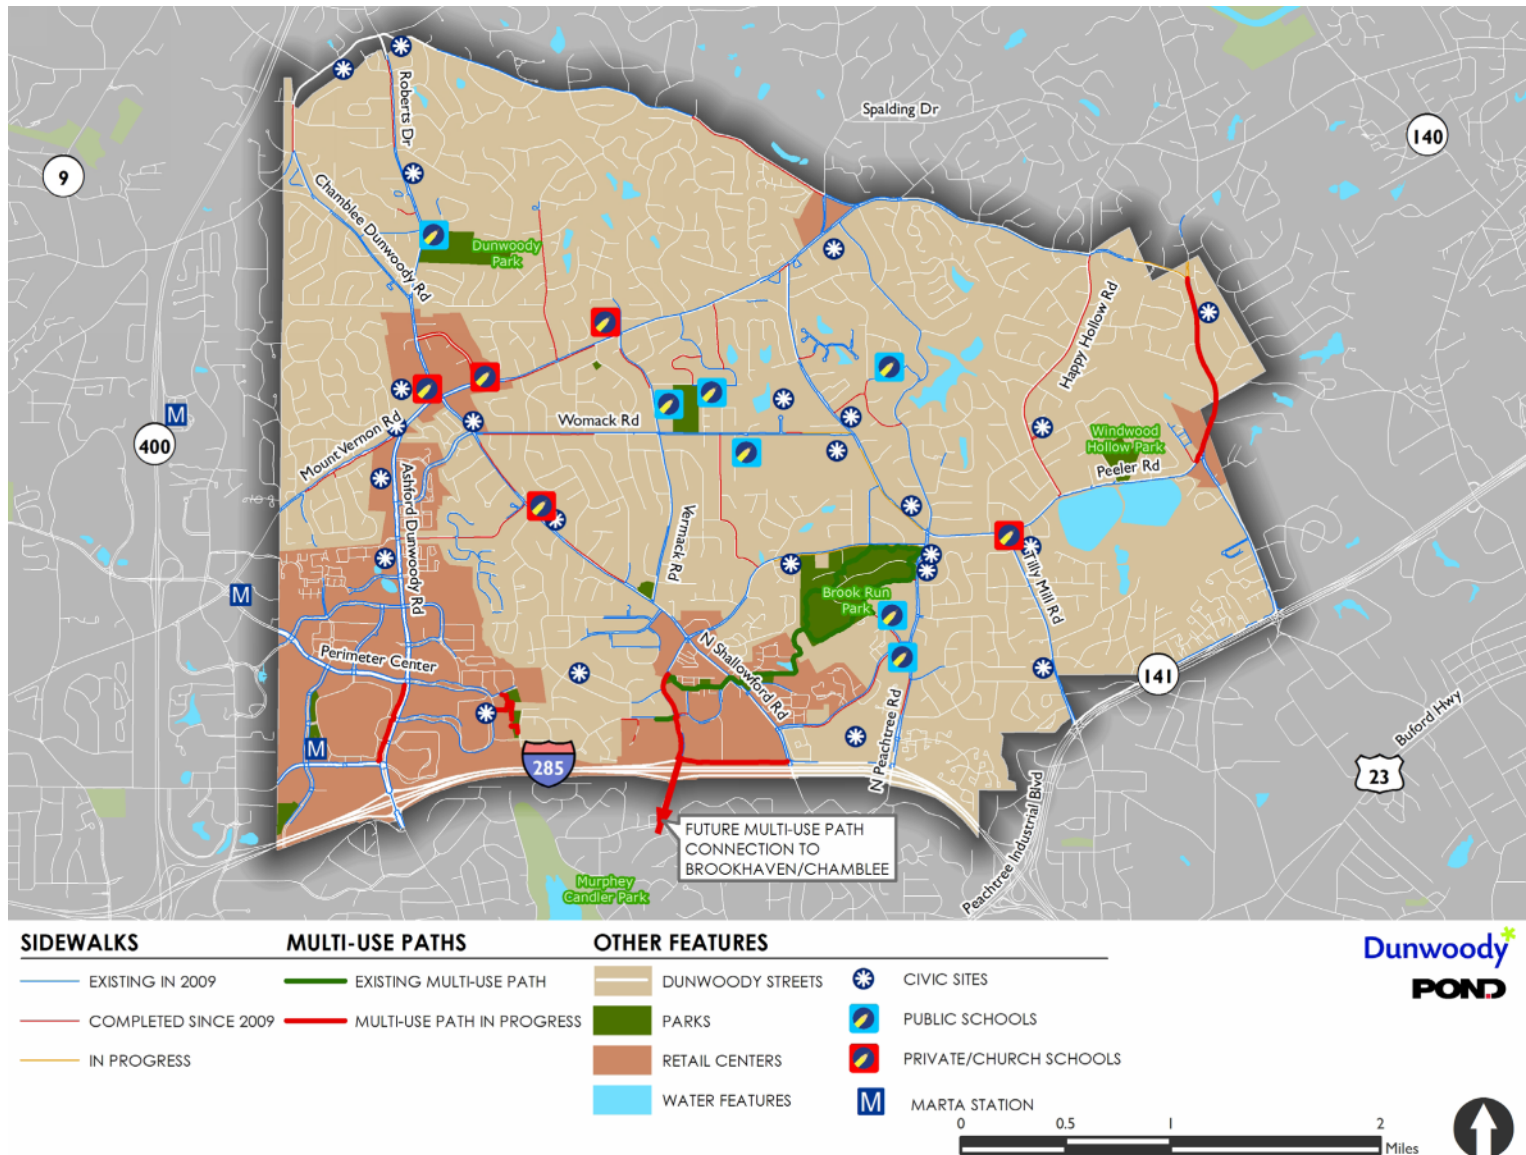 Spalding Dr
140
9
Roberts Dr
Chamblee Dunwoody Rd
Dunwoody
Park
Happy Hollow Rd
M
400
Mount Vernon Rd
Womack Rd
Windwood
Hollow Park
Peeler Rd
Ashford Dunwoody Rd
Vermack Rd
M
Brook Run
Park
Tilly Mill Rd
Perimeter Center
N Shallowford Rd
141
Buford Hwy
M
285
N Peachtree Rd
23
Peachtree Industrial Blvd
FUTURE MULTI-USE PATH
CONNECTION TO
BROOKHAVEN/CHAMBLEE
Murphey
Candler Park
SIDEWALKS
EXISTING IN 2009
COMPLETED SINCE 2009
IN PROGRESS
MULTI-USE PATHS
EXISTING MULTI-USE PATH
MULTI-USE PATH IN PROGRESS
OTHER FEATURES
DUNWOODY STREETS
PARKS
RETAIL CENTERS
WATER FEATURES
CIVIC SITES
PUBLIC SCHOOLS
PRIVATE/CHURCH SCHOOLS
M
MARTA STATION
Dunwoody
POND
0 0.5 1 2
Miles